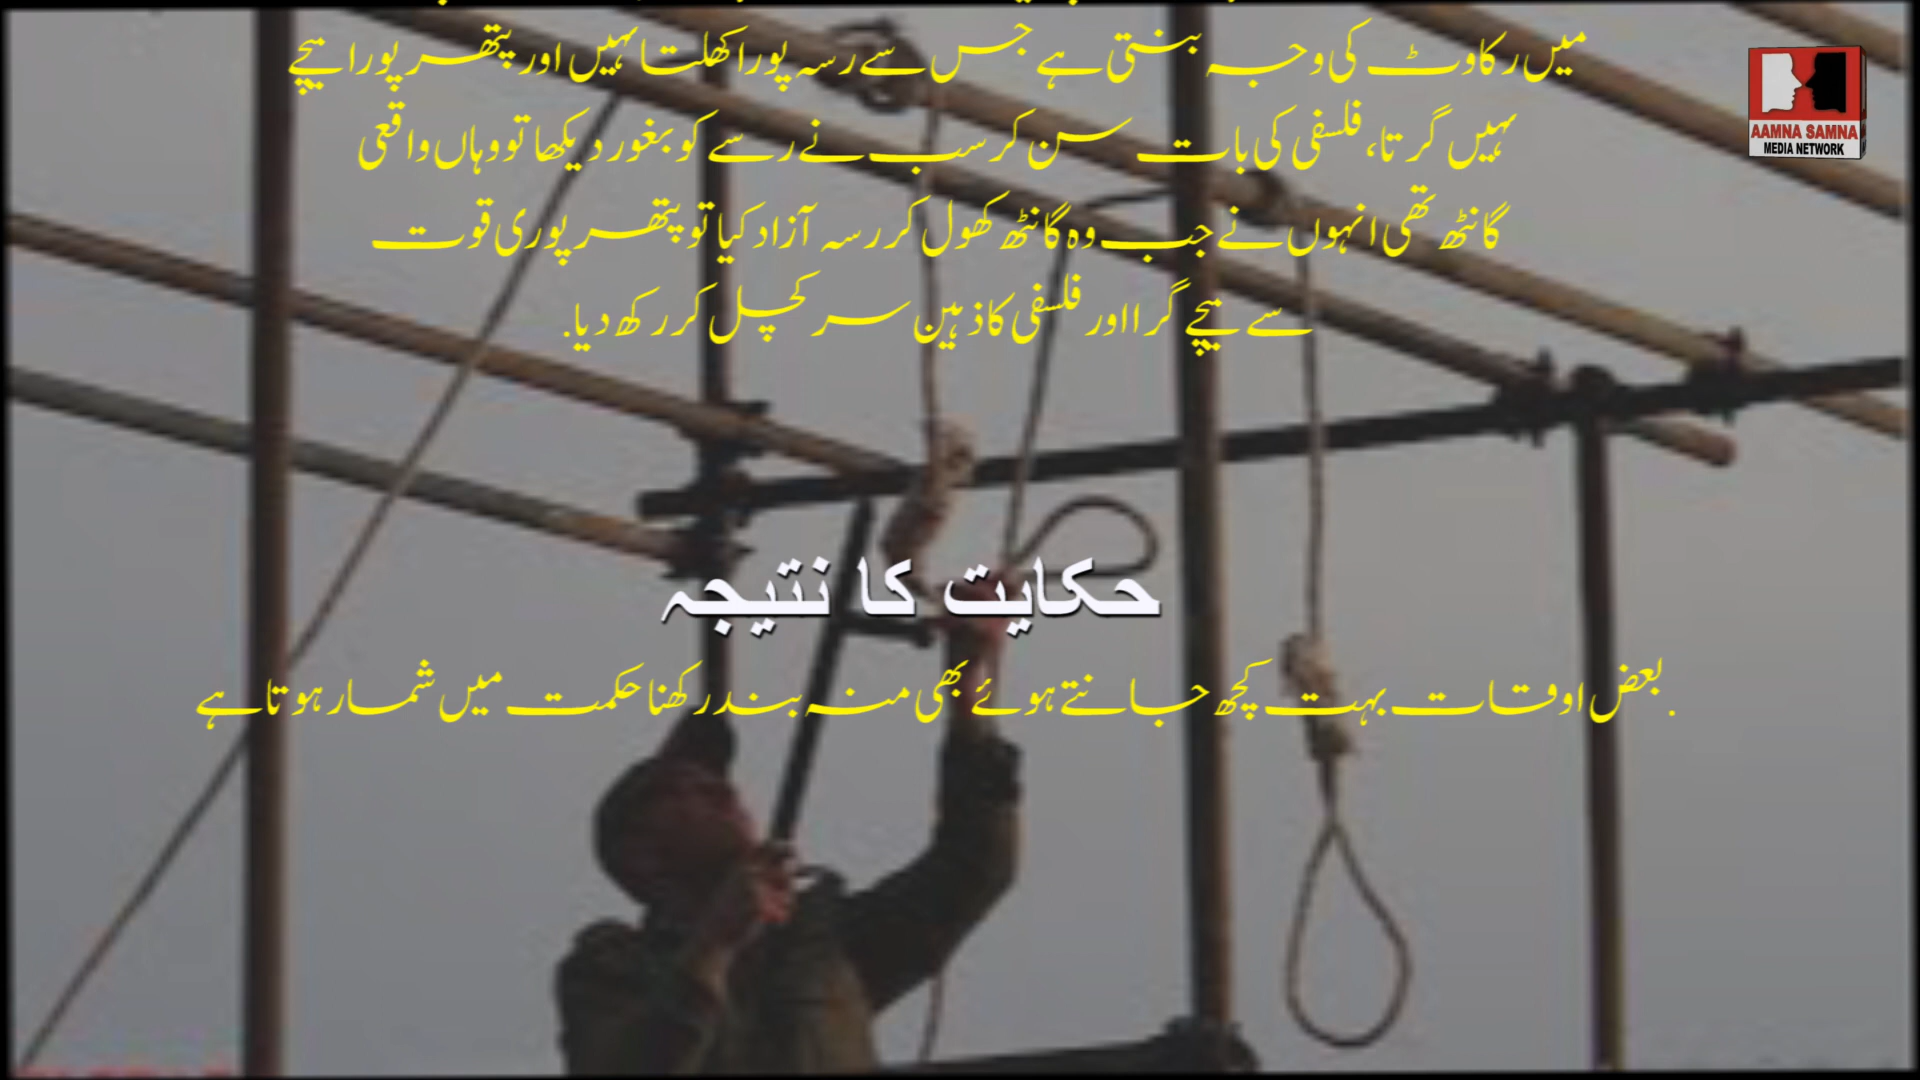 میں رکاوٹ کی وجہ بنتی ہے جس سے رسہ پورا کھلتا نہیں اور پتھر پورا نیچے
نہیں گرتا، فلسفی کی بات سن کر سب نے رسے کو بغور دیکھا تو وہاں واقعی
گانٹھ تھی انہوں نے جب وہ گانٹھ کھول کر رسہ آزاد کیا تو پتھر پوری قوت
سے نیچے گرا اور فلسفی کا ذہین سر کچل کر رکھ دیا.
حکایت کا نتیجہ
بعض اوقات بہت کچھ جانتے ہوئے بھی منہ بند رکھنا حکمت میں شمار ہوتا ہے.
AAMNA SAMNA
MEDIA NETWORK